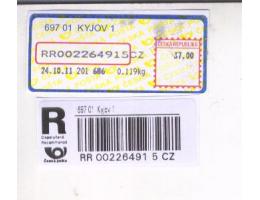 697 01 KYJOV 1
ČESKÁ REPUBLIKA
RR002264915CZ
37,00
24.10.11 201 686 0.119kg
697 01 Kyjov 1
R
Doporučeně
Recommandé
Česká pošta
RR 00226491 5 CZ